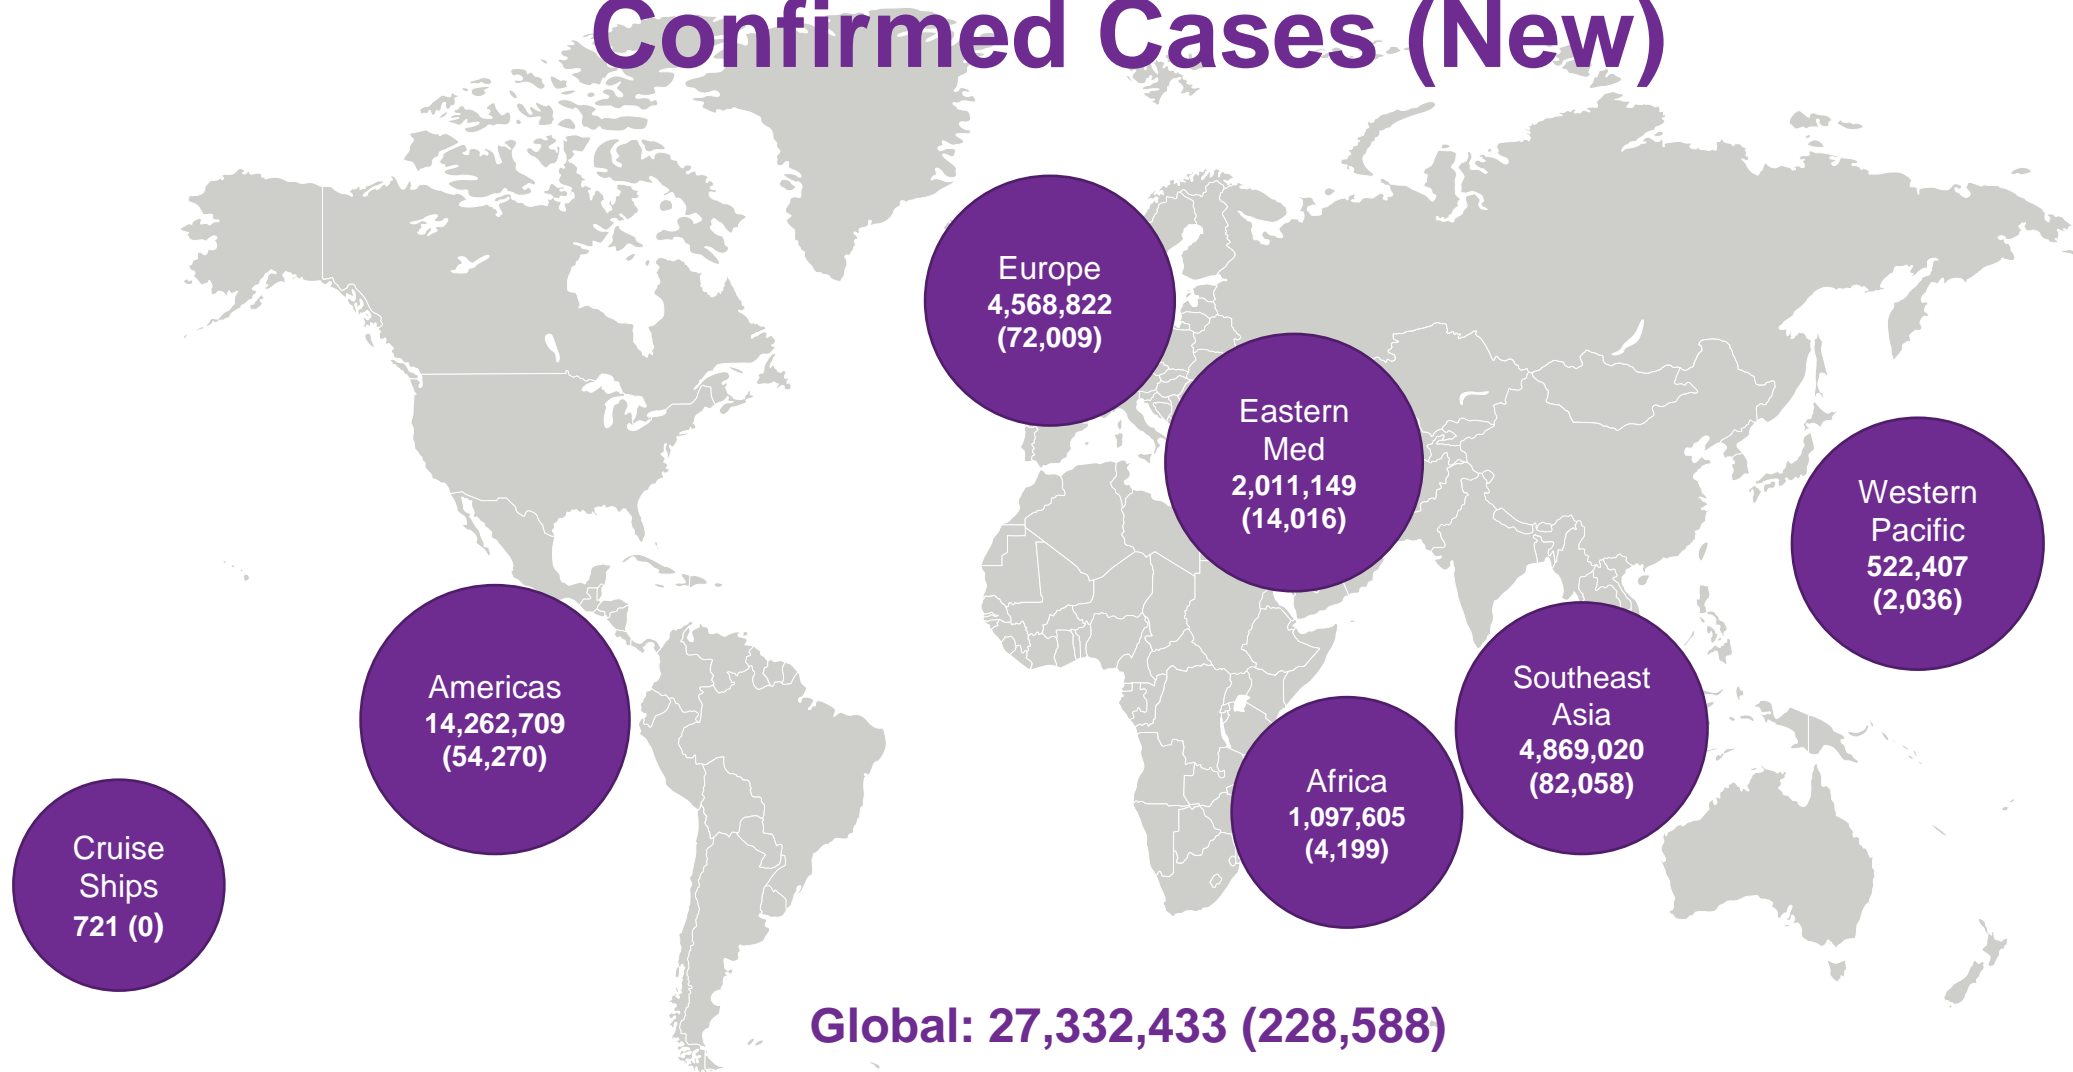 Confirmed Cases (New)
Europe
4,568,822
(72,009)
Eastern
Med
2,011,149
(14,016)
Western
Pacific
522,407
(2,036)
Americas
14,262,709
(54,270)
Southeast
Asia
4,869,020
(82,058)
Africa
1,097,605
(4,199)
Cruise
Ships
721 (0)
Global: 27,332,433 (228,588)